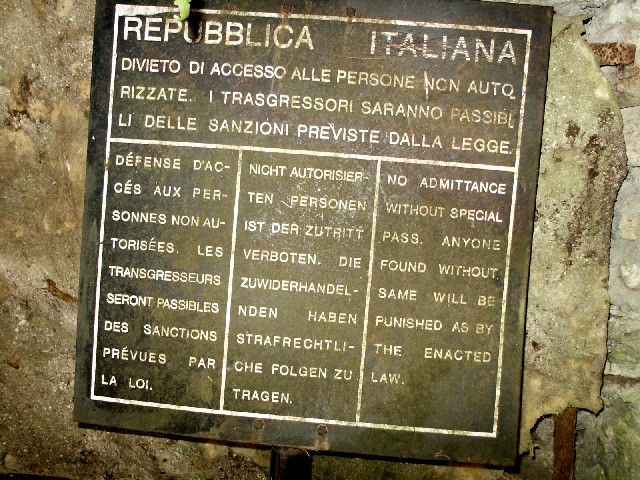 REPUBBLICA ITALIANA
DIVIETO DI ACCESSO ALLE PERSONE NON AUTO
RIZZATE. I TRASGRESSORI SARANNO PASSIBI
LI DELLE SANZIONI PREVISTE DALLA LEGGE.
DÉFENSE D'AC-
CÉS AUX PER-
SONNES NON AU-
TORISÉES. LES
TRANSGRESSEURS
SERONT PASSIBLES
DES SANCTIONS
PRÉVUES PAR
LA LOI.
NICHT AUTORISIER-
TEN PERSONEN
IST DER ZUTRITT
VERBOTEN. DIE
ZUWIDERHANDEL-
NDEN HABEN
STRAFRECHTLI-
CHE FOLGEN ZU
TRAGEN.
NO ADMITTANCE
WITHOUT SPECIAL
PASS. ANYONE
FOUND WITHOUT
SAME WILL BE
PUNISHED AS BY
THE ENACTED
LAW.